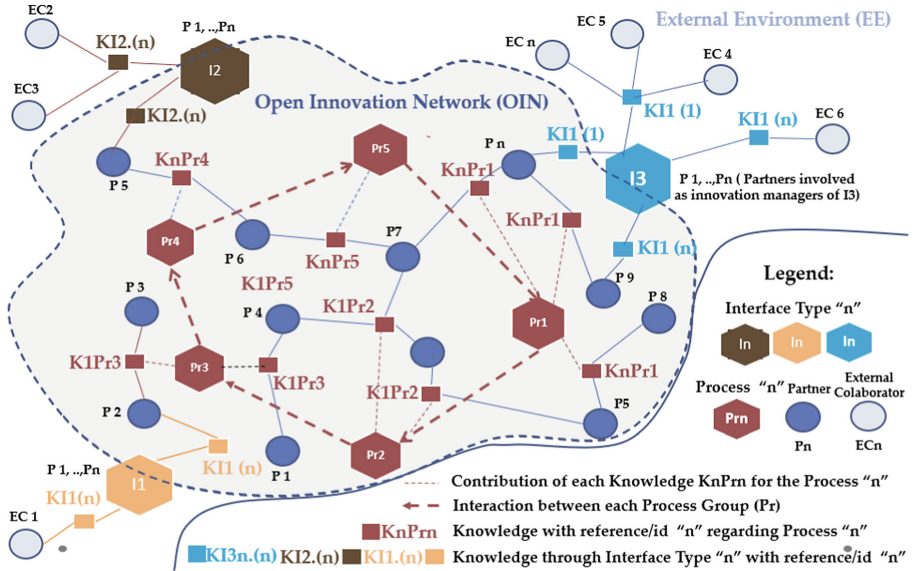 EC2
P 1, ..,Pn
EC 5
External Environment (EE)
KI2.(n)
I2
EC n
EC 4
EC3
KI2.(n)
Open Innovation Network (OIN)
KI1 (1)
KI1 (1)
KI1 (n)
EC 6
P 5
KnPr4
Pr5
KnPr1
P n
I3
P 1, ..,Pn ( Partners involved
as innovation managers of I3)
Pr4
P 6
KnPr5
P7
KnPr1
KI1 (n)
K1Pr5
P 9
P 8
Legend:
P 3
P 4
K1Pr2
Pr1
Interface Type “n”
In
In
In
K1Pr3
Pr3
K1Pr3
K1Pr2
KnPr1
Process “n”
Partner
External
Colaborator
P 2
P5
Prn
Pn
ECn
KI1 (n)
P 1
Pr2
P 1, ..,Pn
I1
KI1(n)
EC 1
Contribution of each Knowledge KnPrn for the Process “n”
Interaction between each Process Group (Pr)
KnPrn
Knowledge with reference/id “n” regarding Process “n”
KI3n.(n)
KI2.(n)
KI1.(n)
Knowledge through Interface Type “n” with reference/id “n”